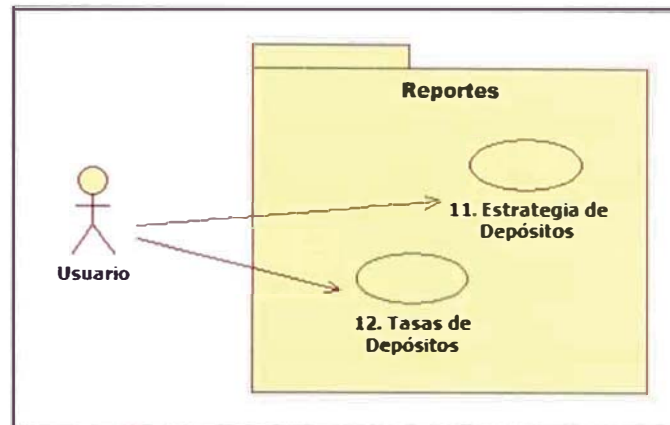 Reportes
11. Estrategia de
Depósitos
Usuario
12. Tasas de
Depósitos